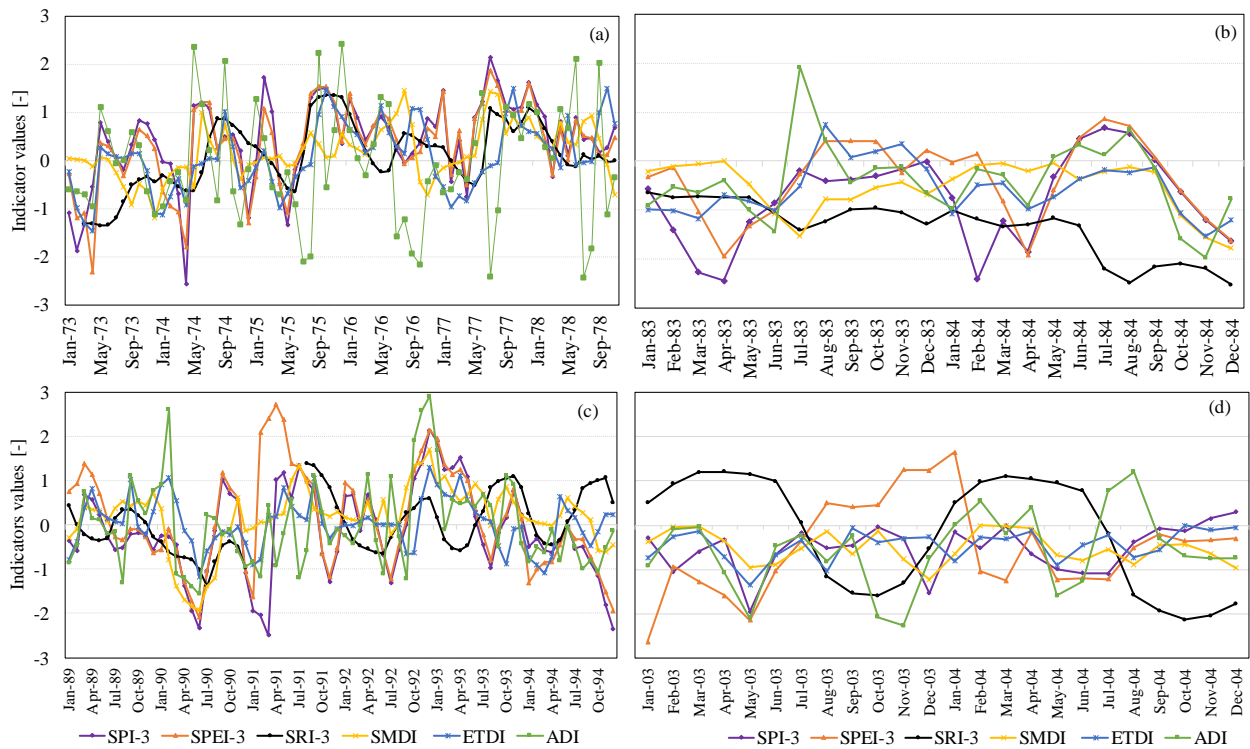 3
2
1
0
-1
-2
-3
Indicator values [-]
(a)
Jan-73
May-73
Sep-73
Jan-74
May-74
Sep-74
Jan-75
May-75
Sep-75
Jan-76
May-76
Sep-76
Jan-77
May-77
Sep-77
Jan-78
May-78
Sep-78
(b)
Jan-83
Feb-83
Mar-83
Apr-83
May-83
Jun-83
Jul-83
Aug-83
Sep-83
Oct-83
Nov-83
Dec-83
Jan-84
Feb-84
Mar-84
Apr-84
May-84
Jun-84
Jul-84
Aug-84
Sep-84
Oct-84
Nov-84
Dec-84
3
2
1
0
-1
-2
-3
Indicators values [-]
(c)
Jan-89
Apr-89
Jul-89
Oct-89
Jan-90
Apr-90
Jul-90
Oct-90
Jan-91
Apr-91
Jul-91
Oct-91
Jan-92
Apr-92
Jul-92
Oct-92
Jan-93
Apr-93
Jul-93
Oct-93
Jan-94
Apr-94
Jul-94
Oct-94
SPI-3 SPEI-3 SRI-3 SMDI ETDI ADI
(d)
Jan-03
Feb-03
Mar-03
Apr-03
May-03
Jun-03
Jul-03
Aug-03
Sep-03
Oct-03
Nov-03
Dec-03
Jan-04
Feb-04
Mar-04
Apr-04
May-04
Jun-04
Jul-04
Aug-04
Sep-04
Oct-04
Nov-04
Dec-04
SPI-3 SPEI-3 SRI-3 SMDI ETDI ADI